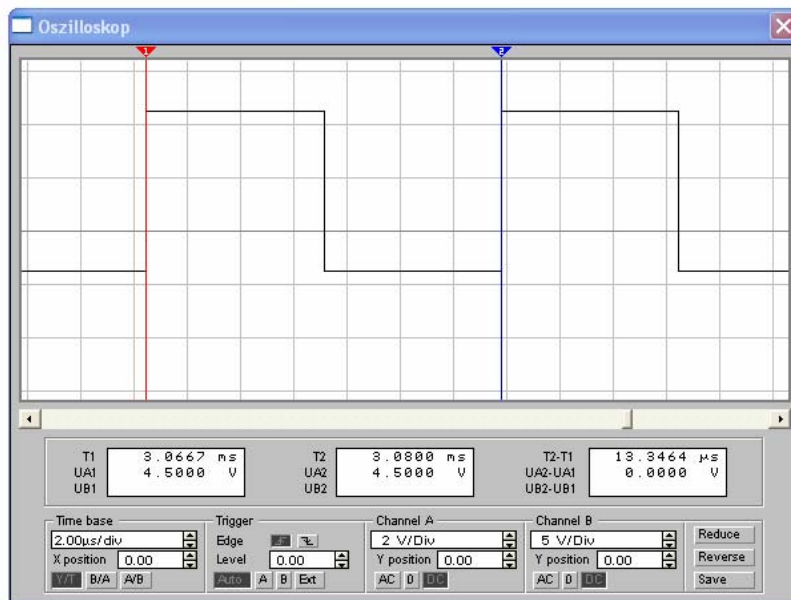 Oszilloskop
1 2
T1 3.0667 ms T2 3.0800 ms T2-T1 13.3464 µs
UA1 4.5000 V UA2 4.5000 V UA2-UA1 0.0000 V
UB1 UB2 UB2-UB1
Time base Trigger Channel A Channel B
2.00µs/div Edge 2 V/Div 5 V/Div Reduce
X position 0.00 Level 0.00 Y position 0.00 Y position 0.00 Reverse
Y/T B/A A/B Auto A B Ext AC 0 DC AC 0 DC Save